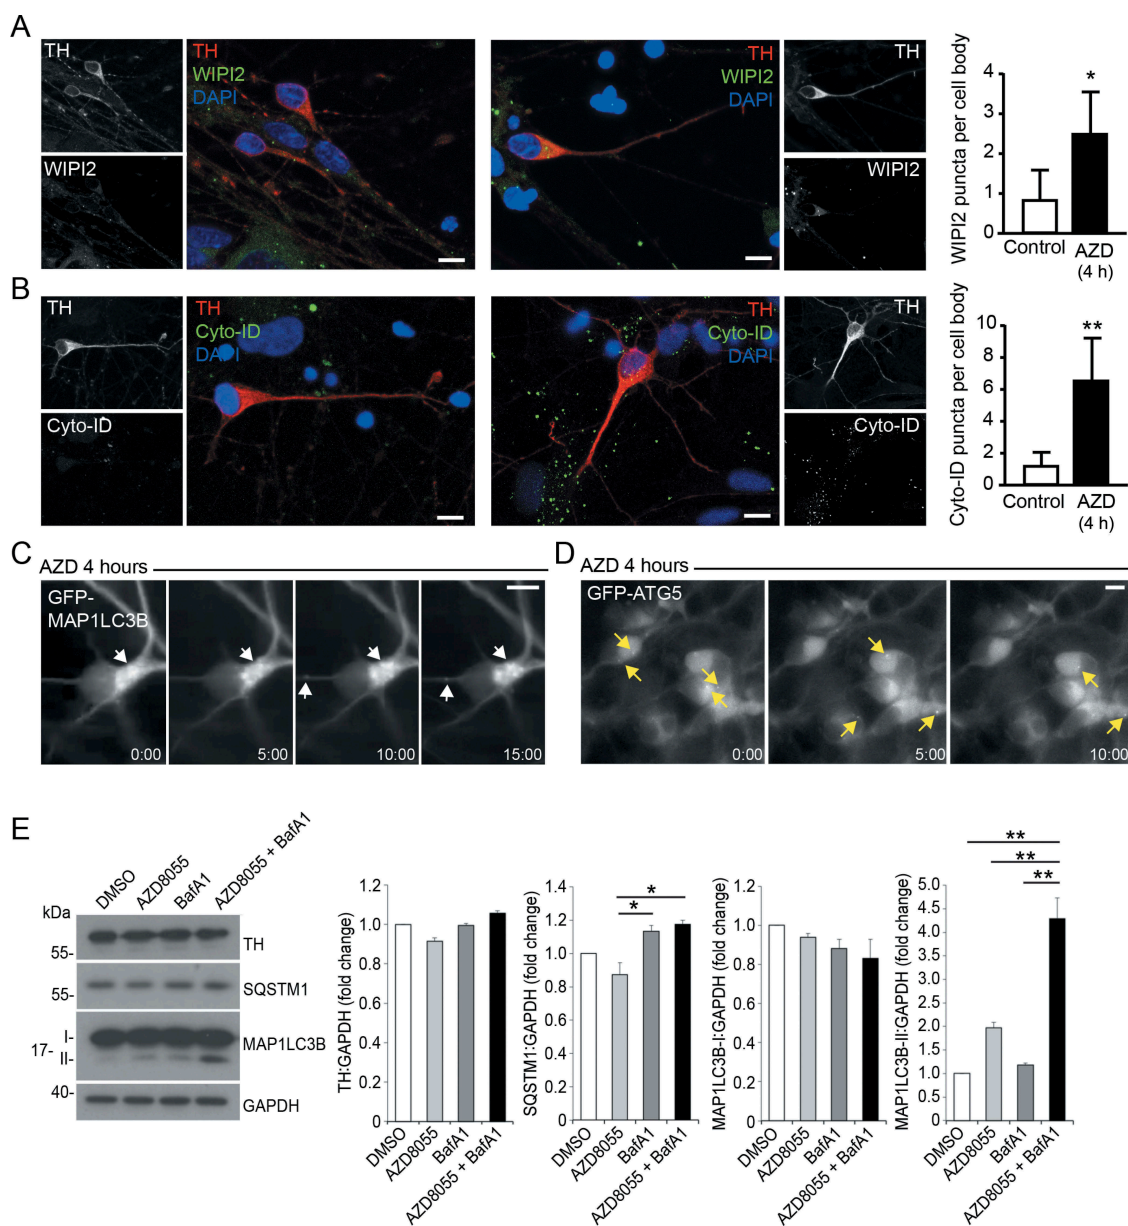 A
TH
WIPI2
TH
WIPI2
DAPI
TH
WIPI2
DAPI
TH
WIPI2
WIPI2 puncta per cell body
4
3
2
1
0
*
Control
AZD
(4 h)
B
TH
Cyto-ID
TH
Cyto-ID
DAPI
TH
Cyto-ID
DAPI
TH
Cyto-ID
Cyto-ID puncta per cell body
10
8
6
4
2
0
**
Control
AZD
(4 h)
C
AZD 4 hours
GFP-
MAP1LC3B
0:00
5:00
10:00
15:00
D
AZD 4 hours
GFP-ATG5
0:00
5:00
10:00
E
DMSO
AZD8055
BafA1
AZD8055 + BafA1
kDa
55-
TH
55-
SQSTM1
I-
17-
II-
MAP1LC3B
40-
GAPDH
TH:GAPDH (fold change)
1.2
1.0
0.8
0.6
0.4
0.2
0
DMSO
AZD8055
BafA1
AZD8055 + BafA1
SQSTM1:GAPDH (fold change)
1.4
1.2
1.0
0.8
0.6
0.4
0.2
0
*
*
DMSO
AZD8055
BafA1
AZD8055 + BafA1
MAP1LC3B-I:GAPDH (fold change)
1.2
1.0
0.8
0.6
0.4
0.2
0
DMSO
AZD8055
BafA1
AZD8055 + BafA1
MAP1LC3B-II:GAPDH (fold change)
5.0
4.5
4.0
3.5
3.0
2.5
2.0
1.5
1.0
0.5
0
**
**
**
DMSO
AZD8055
BafA1
AZD8055 + BafA1